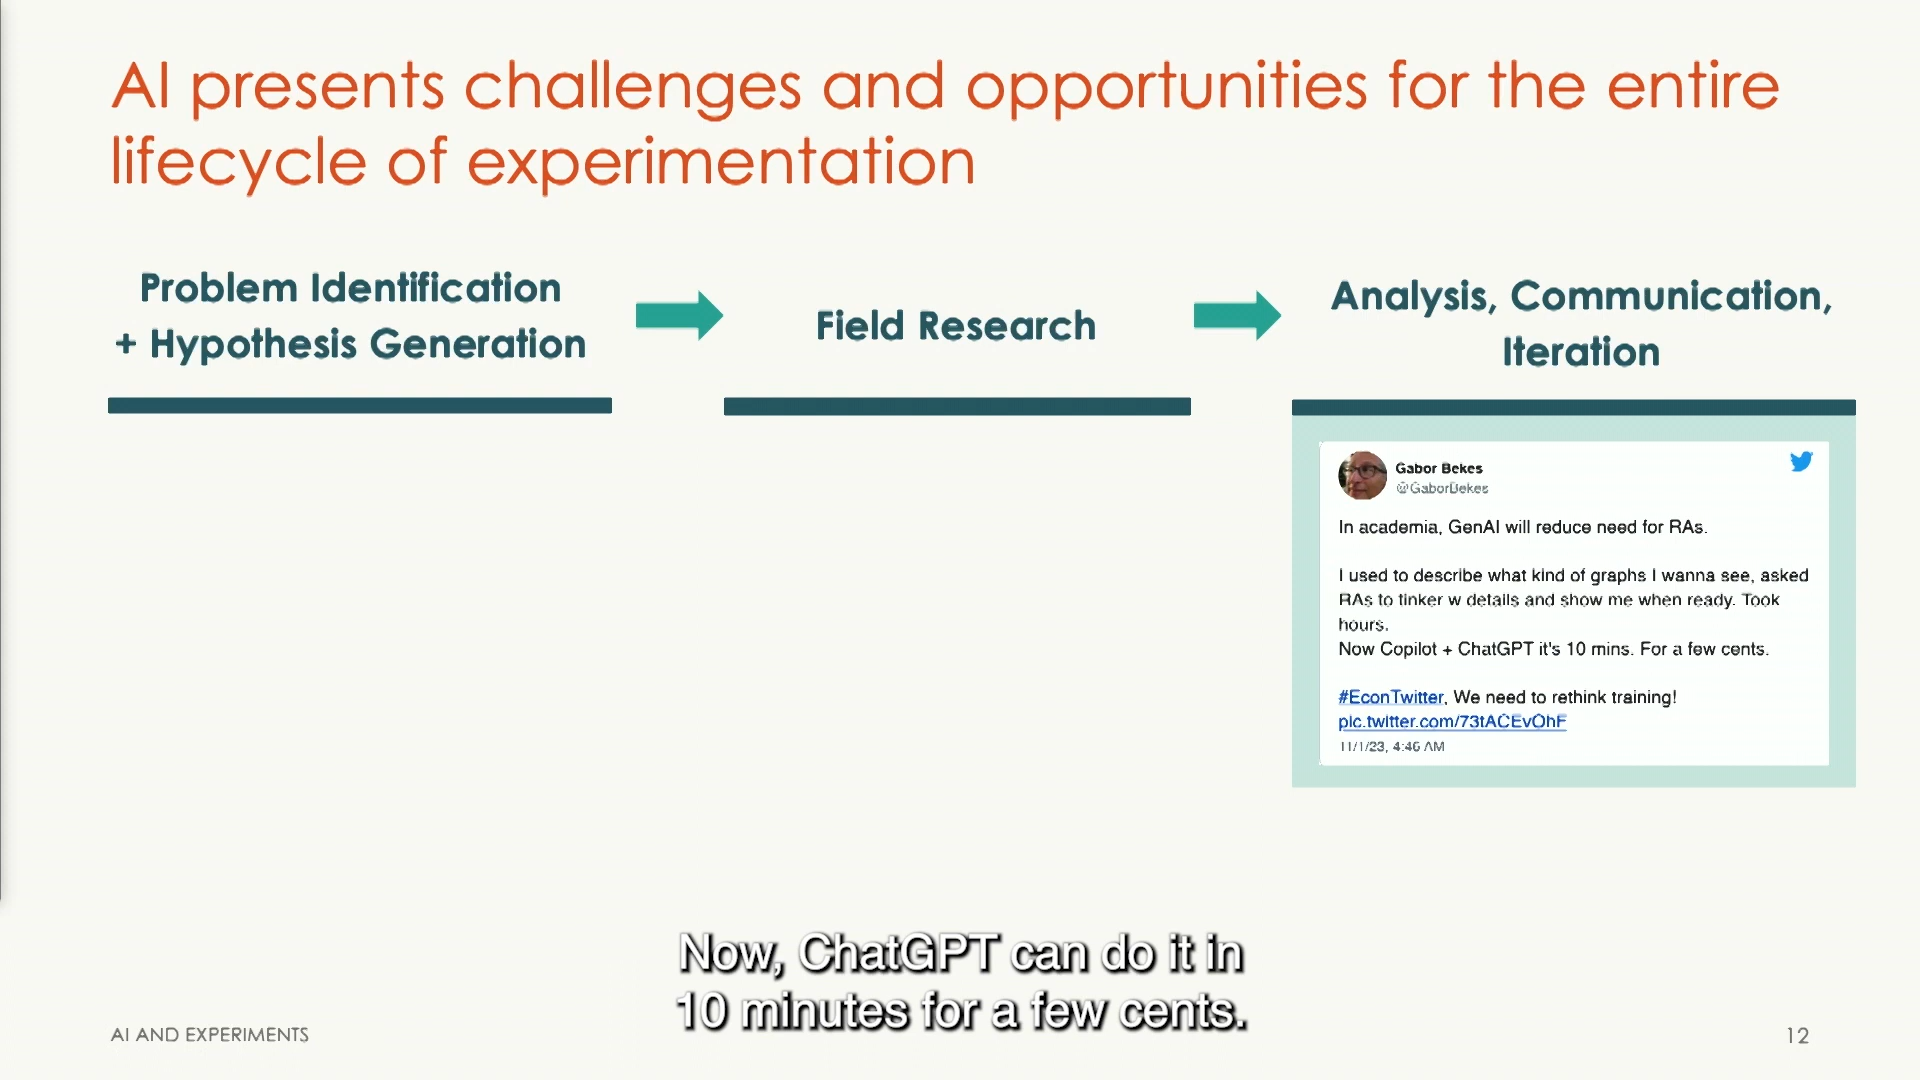 AI presents challenges and opportunities for the entire
lifecycle of experimentation
Problem Identification
+ Hypothesis Generation
Field Research
Analysis, Communication,
Iteration
Gabor Bekes
@GaborBekes
In academia, GenAI will reduce need for RAs.
I used to describe what kind of graphs I wanna see, asked
RAs to tinker w details and show me when ready. Took
hours.
Now Copilot + ChatGPT it's 10 mins. For a few cents.
#EconTwitter, We need to rethink training!
pic.twitter.com/73tACEvOhF
11/1/23, 4:46 AM
Now, ChatGPT can do it in
10 minutes for a few cents.
AI AND EXPERIMENTS
12